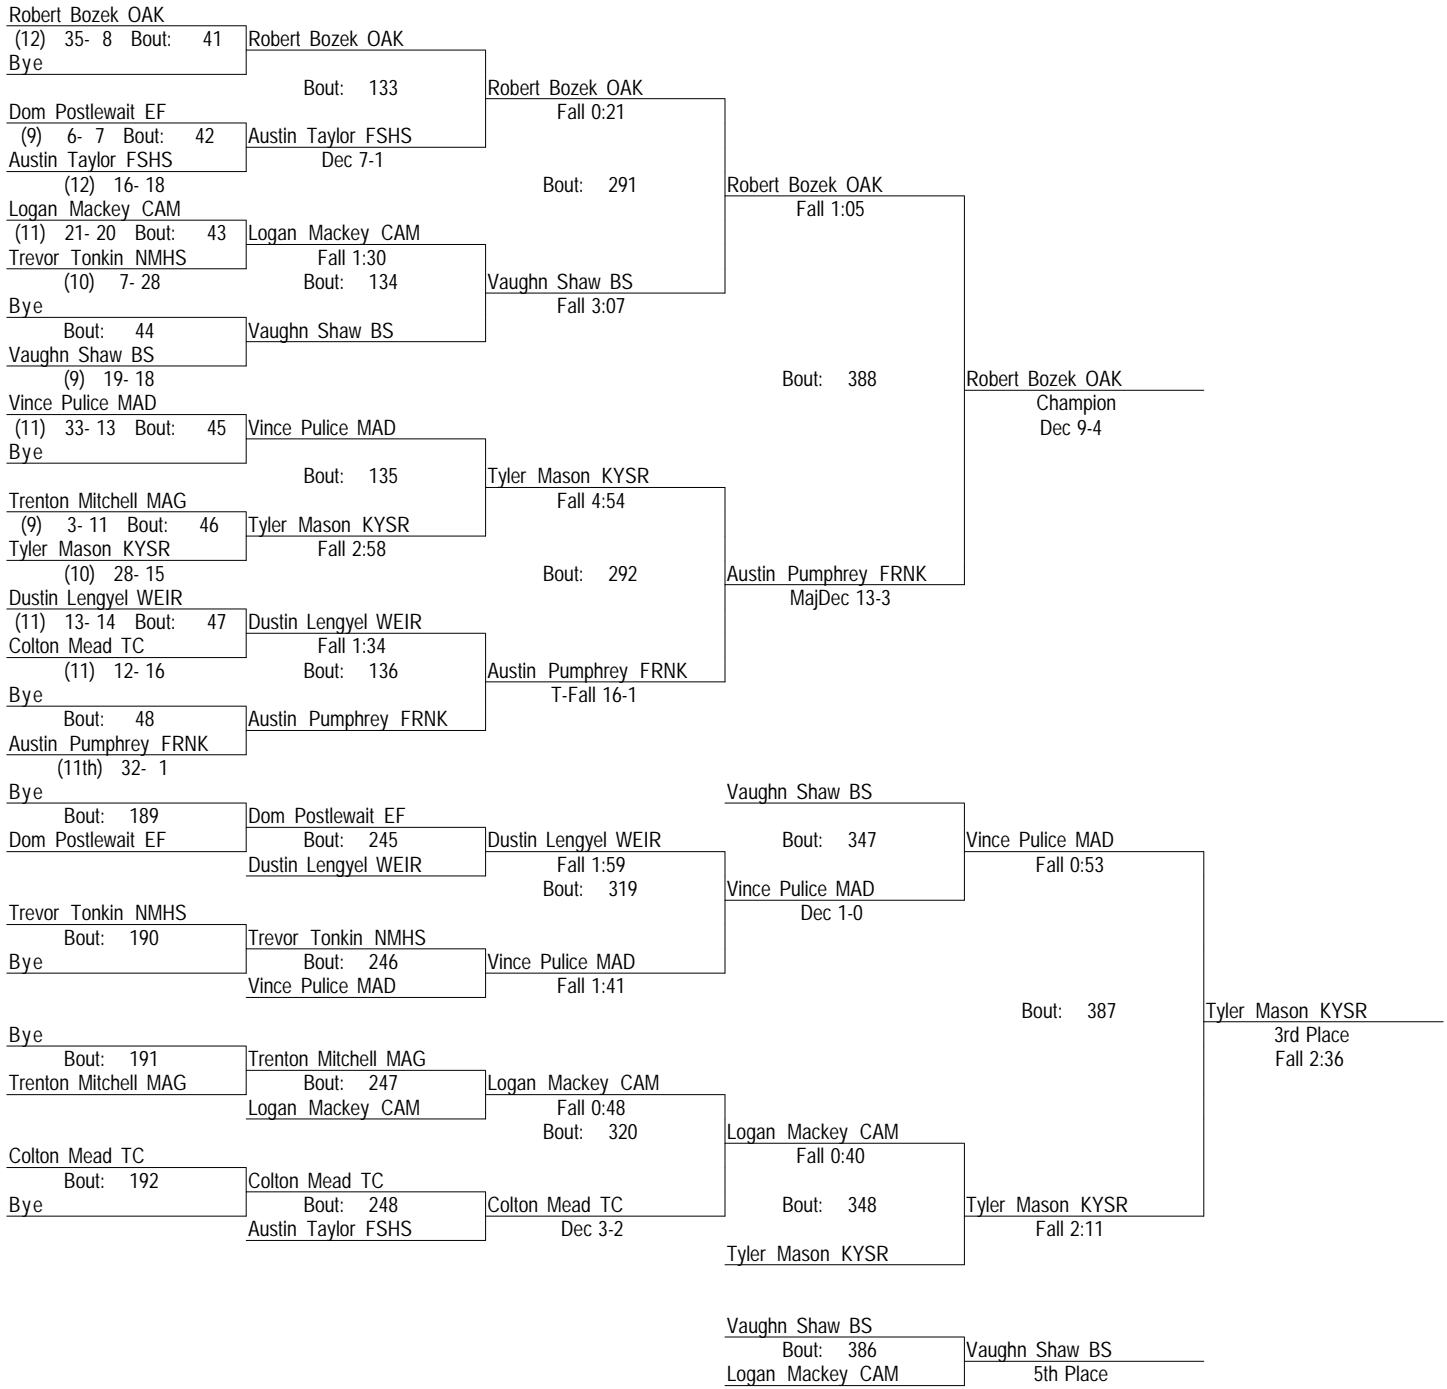 Robert Bozek OAK
(12) 35- 8 Bout: 41 Robert Bozek OAK
Bye
Bout: 133 Robert Bozek OAK
Dom Postlewait EF Fall 0:21
(9) 6- 7 Bout: 42 Austin Taylor FSHS
Austin Taylor FSHS Dec 7-1
(12) 16- 18 Bout: 291 Robert Bozek OAK
Logan Mackey CAM Fall 1:05
(11) 21- 20 Bout: 43 Logan Mackey CAM
Trevor Tonkin NMHS Fall 1:30
(10) 7- 28 Bout: 134 Vaughn Shaw BS
Bye Fall 3:07
Bout: 44 Vaughn Shaw BS
Vaughn Shaw BS
(9) 19- 18 Bout: 388 Robert Bozek OAK
Vince Pulice MAD Champion
(11) 33- 13 Bout: 45 Vince Pulice MAD Dec 9-4
Bye
Bout: 135 Tyler Mason KYSR
Trenton Mitchell MAG Fall 4:54
(9) 3- 11 Bout: 46 Tyler Mason KYSR
Tyler Mason KYSR Fall 2:58
(10) 28- 15 Bout: 292 Austin Pumphrey FRNK
Dustin Lengyel WEIR MajDec 13-3
(11) 13- 14 Bout: 47 Dustin Lengyel WEIR
Colton Mead TC Fall 1:34
(11) 12- 16 Bout: 136 Austin Pumphrey FRNK
Bye T-Fall 16-1
Bout: 48 Austin Pumphrey FRNK
Austin Pumphrey FRNK
(11th) 32- 1
Bye Vaughn Shaw BS
Bout: 189 Dom Postlewait EF
Dom Postlewait EF Bout: 245 Dustin Lengyel WEIR Bout: 347 Vince Pulice MAD
Dustin Lengyel WEIR Fall 1:59 Fall 0:53
Bout: 319 Vince Pulice MAD
Trevor Tonkin NMHS Dec 1-0
Bout: 190 Trevor Tonkin NMHS
Bye Bout: 246 Vince Pulice MAD
Vince Pulice MAD Fall 1:41
Bout: 387 Tyler Mason KYSR
Bye 3rd Place
Bout: 191 Trenton Mitchell MAG Fall 2:36
Trenton Mitchell MAG Bout: 247 Logan Mackey CAM
Logan Mackey CAM Fall 0:48
Bout: 320 Logan Mackey CAM
Colton Mead TC Fall 0:40
Bout: 192 Colton Mead TC
Bye Bout: 248 Colton Mead TC Bout: 348 Tyler Mason KYSR
Austin Taylor FSHS Dec 3-2 Fall 2:11
Tyler Mason KYSR
Vaughn Shaw BS
Bout: 386 Vaughn Shaw BS
Logan Mackey CAM 5th Place